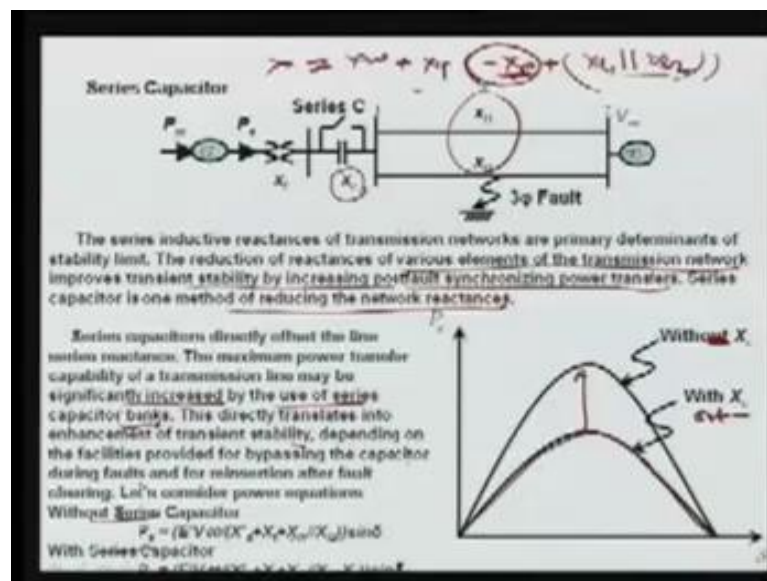 Series Capacitor
Series C
P
P
V∞
3φ Fault
The series inductive reactances of transmission networks are primary determinants of
stability limit. The reduction of reactances of various elements of the transmission network
improves transient stability by increasing postfault synchronizing power transfers. Series
capacitor is one method of reducing the network reactances.
Series capacitors directly offset the line
series reactance. The maximum power transfer
capability of a transmission line may be
significantly increased by the use of series
capacitor banks. This directly translates into
enhancement of transient stability, depending on
the facilities provided for bypassing the capacitor
during faults and for reinsertion after fault
clearing. Let's consider power equations
Without Series Capacitor
With Series Capacitor
Without X
With X